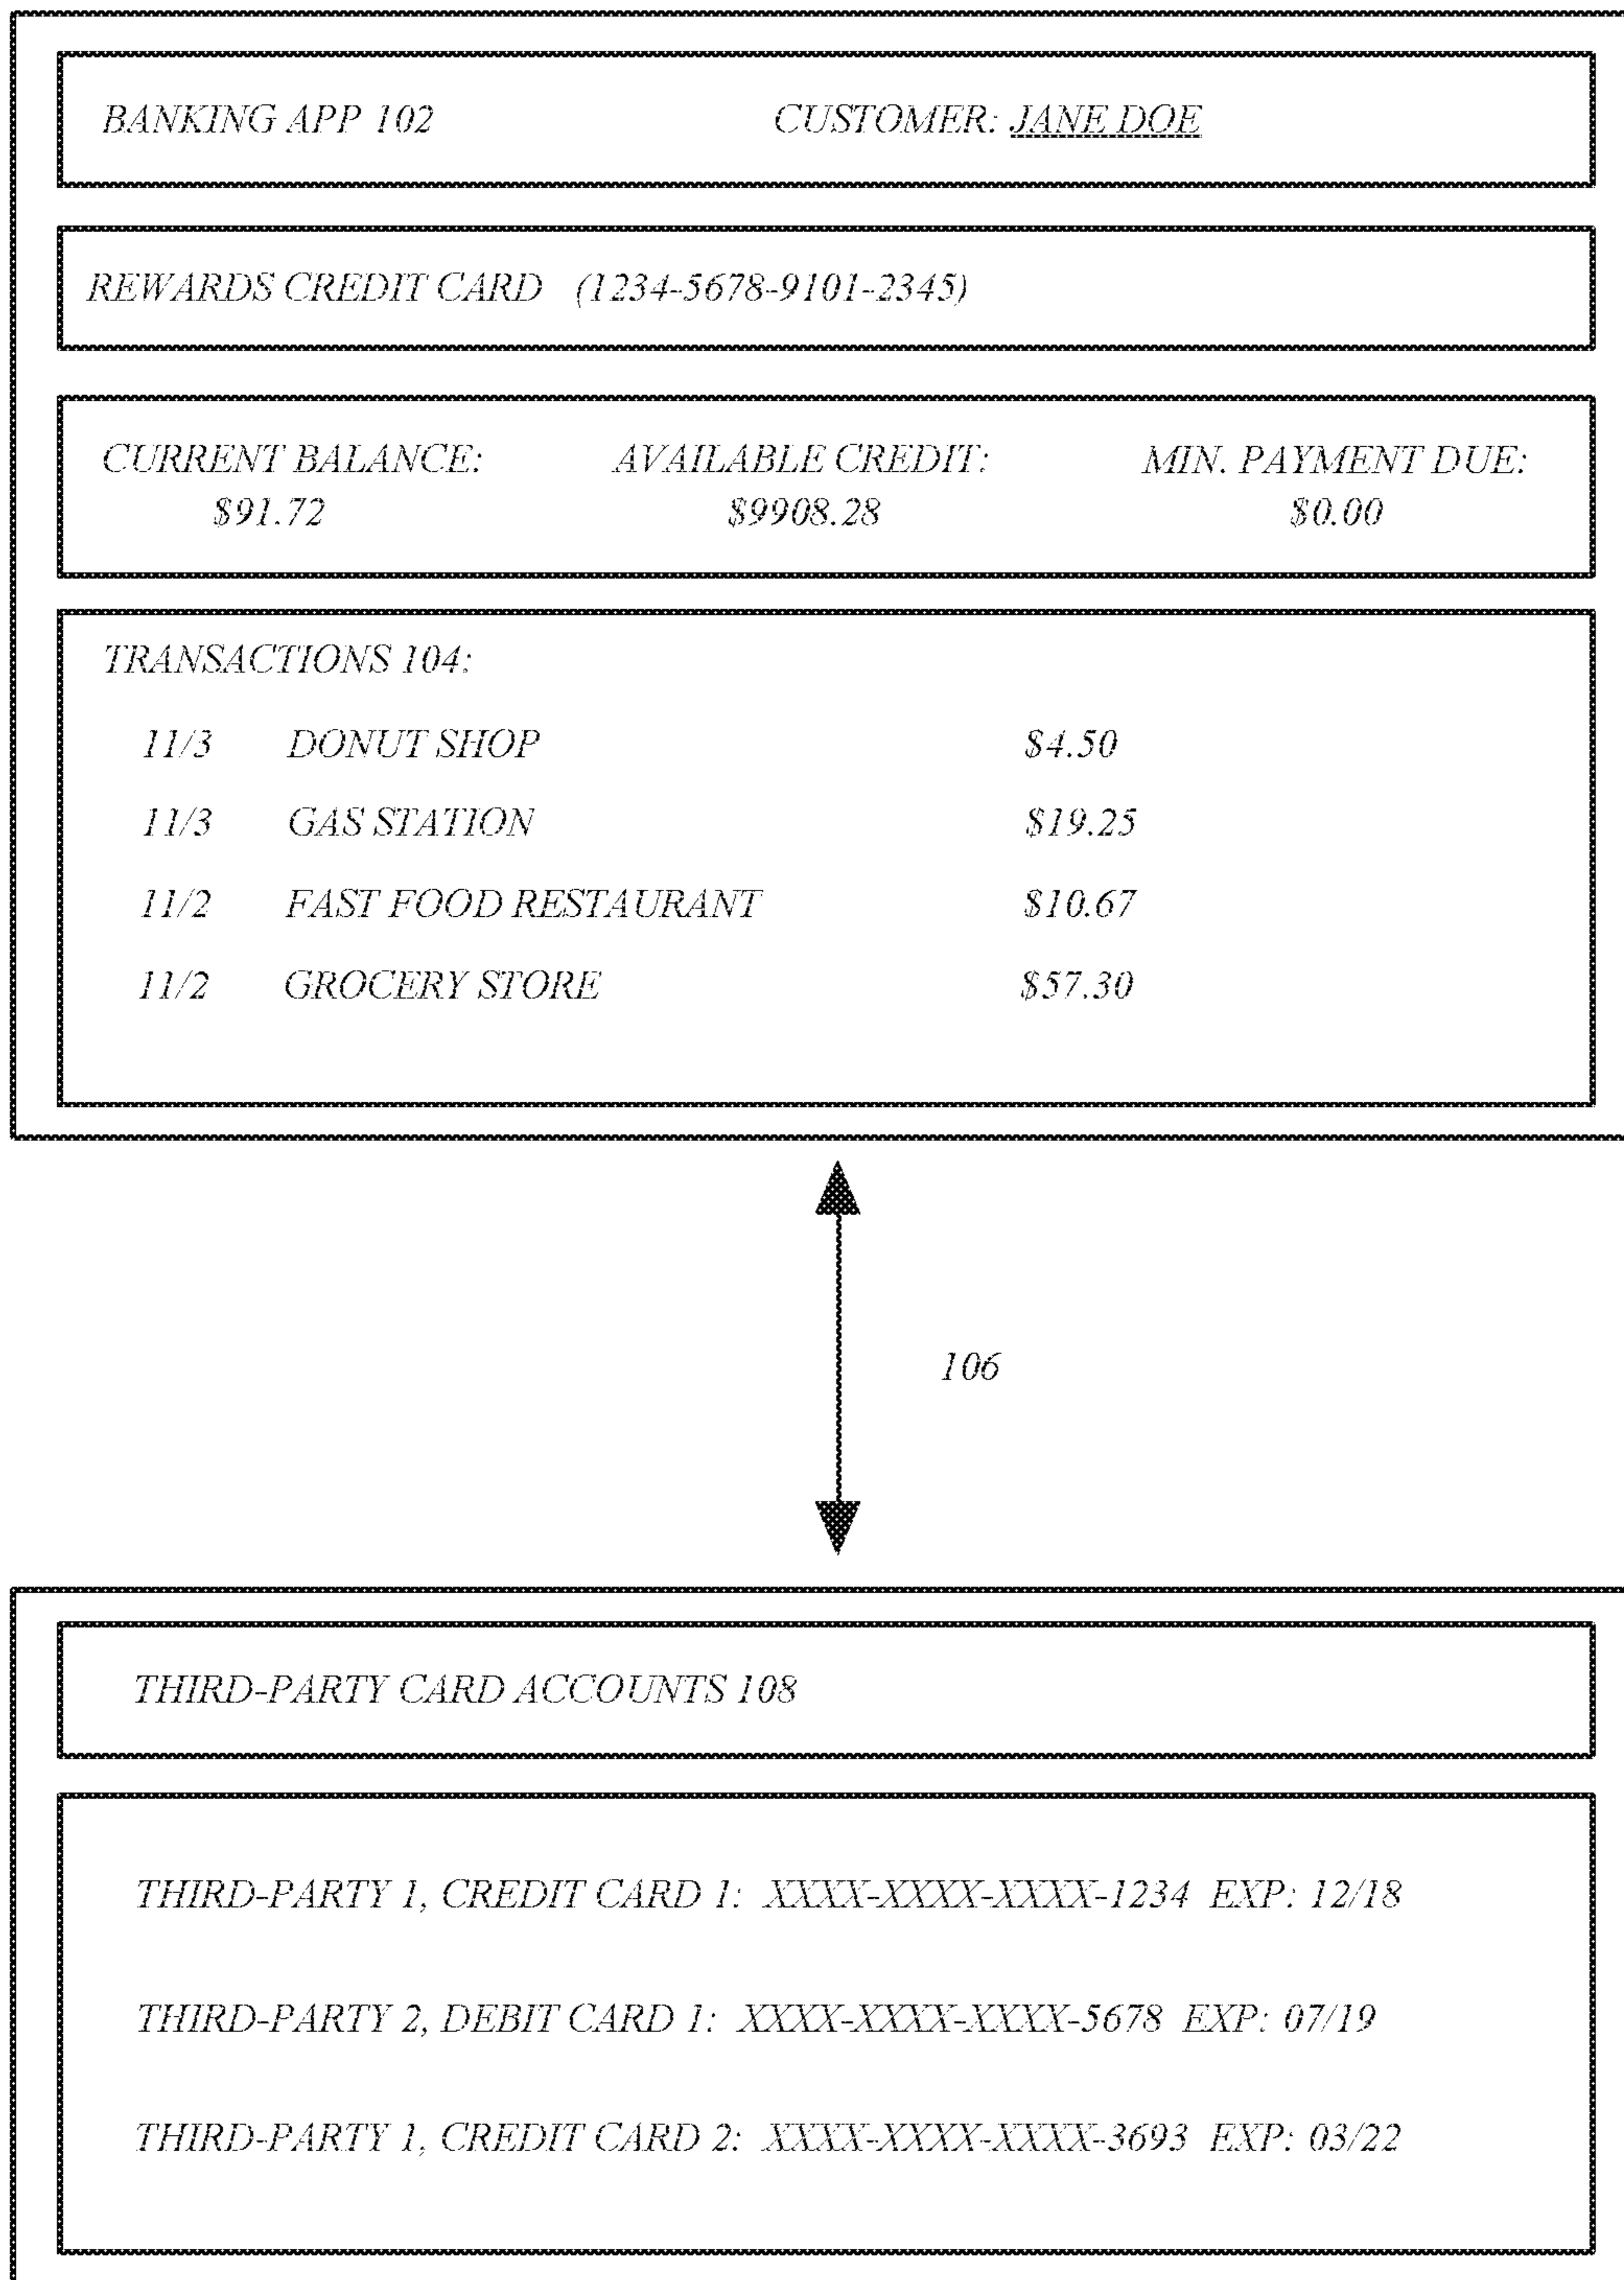 BANKING APP 102 CUSTOMER: JANE DOE
REWARDS CREDIT CARD (1234-5678-9101-2345)
CURRENT BALANCE: AVAILABLE CREDIT: MIN. PAYMENT DUE:
$91.72 $9908.28 $0.00
TRANSACTIONS 104:
11/3 DONUT SHOP $4.50
11/3 GAS STATION $19.25
11/2 FAST FOOD RESTAURANT $10.67
11/2 GROCERY STORE $57.30
106
THIRD-PARTY CARD ACCOUNTS 108
THIRD-PARTY 1, CREDIT CARD 1: XXXX-XXXX-XXXX-1234 EXP: 12/18
THIRD-PARTY 2, DEBIT CARD 1: XXXX-XXXX-XXXX-5678 EXP: 07/19
THIRD-PARTY 1, CREDIT CARD 2: XXXX-XXXX-XXXX-3693 EXP: 03/22